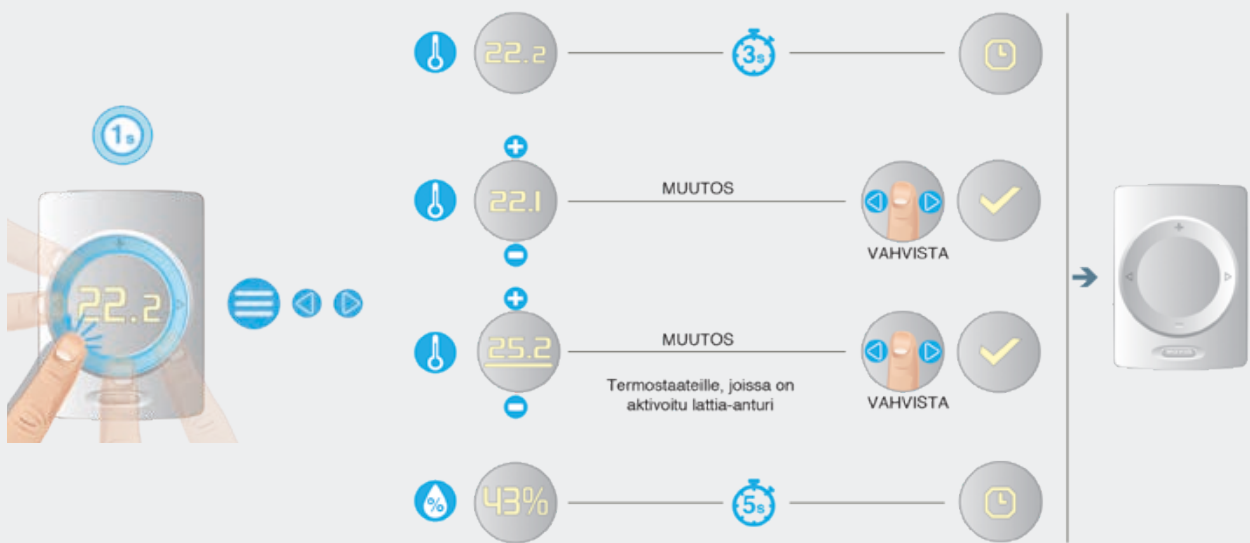 22.2
3s
1s
22.1
MUUTOS
VAHVISTA
22.2
25.2
MUUTOS
Termostaateille, joissa on
aktivoitu lattia-anturi
VAHVISTA
%
43%
5s